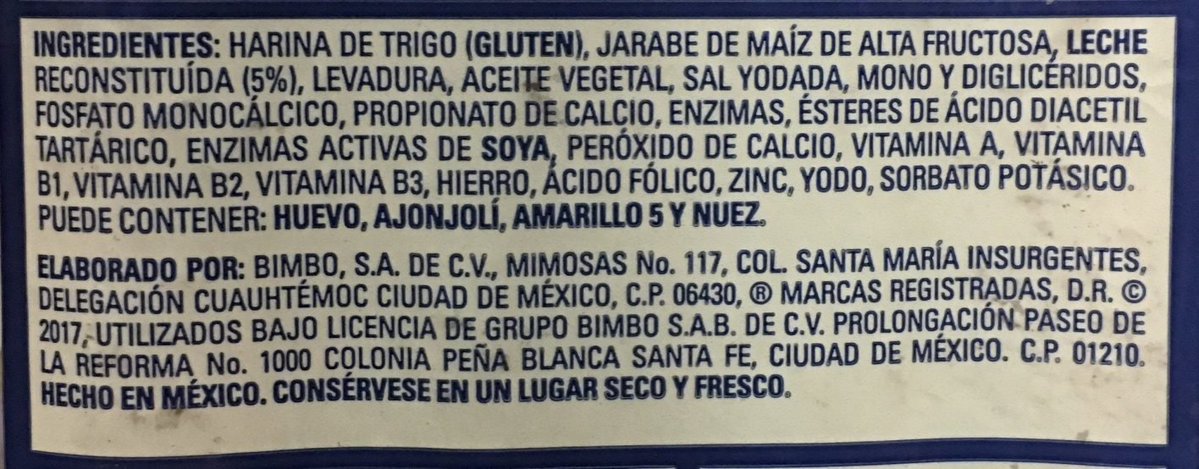 INGREDIENTES: HARINA DE TRIGO (GLUTEN), JARABE DE MAÍZ DE ALTA FRUCTOSA, LECHE
RECONSTITUÍDA (5%), LEVADURA, ACEITE VEGETAL, SAL YODADA, MONO Y DIGLICÉRIDOS,
FOSFATO MONOCÁLCICO, PROPIONATO DE CALCIO, ENZIMAS, ÉSTERES DE ÁCIDO DIACETIL
TARTÁRICO, ENZIMAS ACTIVAS DE SOYA, PERÓXIDO DE CALCIO, VITAMINA A, VITAMINA
B1, VITAMINA B2, VITAMINA B3, HIERRO, ÁCIDO FÓLICO, ZINC, YODO, SORBATO POTÁSICO.
PUEDE CONTENER: HUEVO, AJONJOLÍ, AMARILLO 5 Y NUEZ.
ELABORADO POR: BIMBO, S.A. DE C.V., MIMOSAS No. 117, COL. SANTA MARÍA INSURGENTES,
DELEGACIÓN CUAUHTÉMOC CIUDAD DE MÉXICO, C.P. 06430, ® MARCAS REGISTRADAS, D.R. ©
2017, UTILIZADOS BAJO LICENCIA DE GRUPO BIMBO S.A.B. DE C.V. PROLONGACIÓN PASEO DE
LA REFORMA No. 1000 COLONIA PEÑA BLANCA SANTA FE, CIUDAD DE MÉXICO. C.P. 01210.
HECHO EN MÉXICO. CONSÉRVESE EN UN LUGAR SECO Y FRESCO.